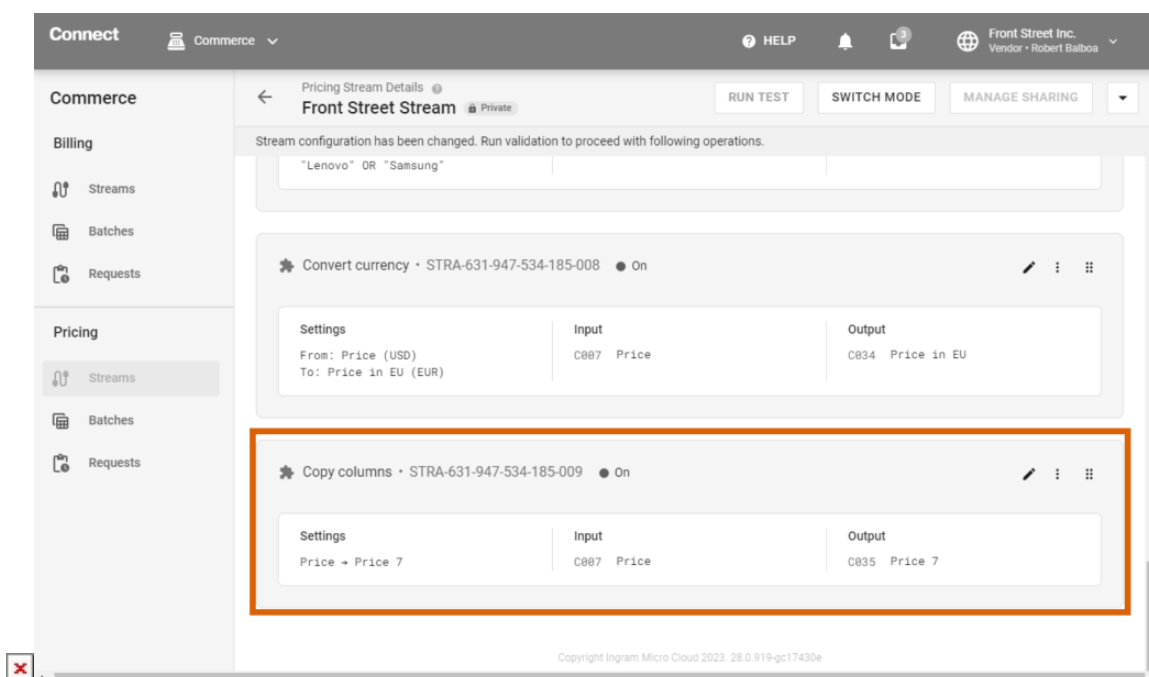 Connect
Commerce
HELP
3
Front Street Inc.
Vendor • Robert Balboa
Commerce
Billing
Streams
Batches
Requests
Pricing
Streams
Batches
Requests
Pricing Stream Details
Front Street Stream Private
RUN TEST
SWITCH MODE
MANAGE SHARING
Stream configuration has been changed. Run validation to proceed with following operations.
"Lenovo" OR "Samsung"
Convert currency • STRA-631-947-534-185-008 On
Settings
From: Price (USD)
To: Price in EU (EUR)
Input
C007 Price
Output
C034 Price in EU
Copy columns • STRA-631-947-534-185-009 On
Settings
Price → Price 7
Input
C007 Price
Output
C035 Price 7
Copyright Ingram Micro Cloud 2023. 28.0.919-gc17430e